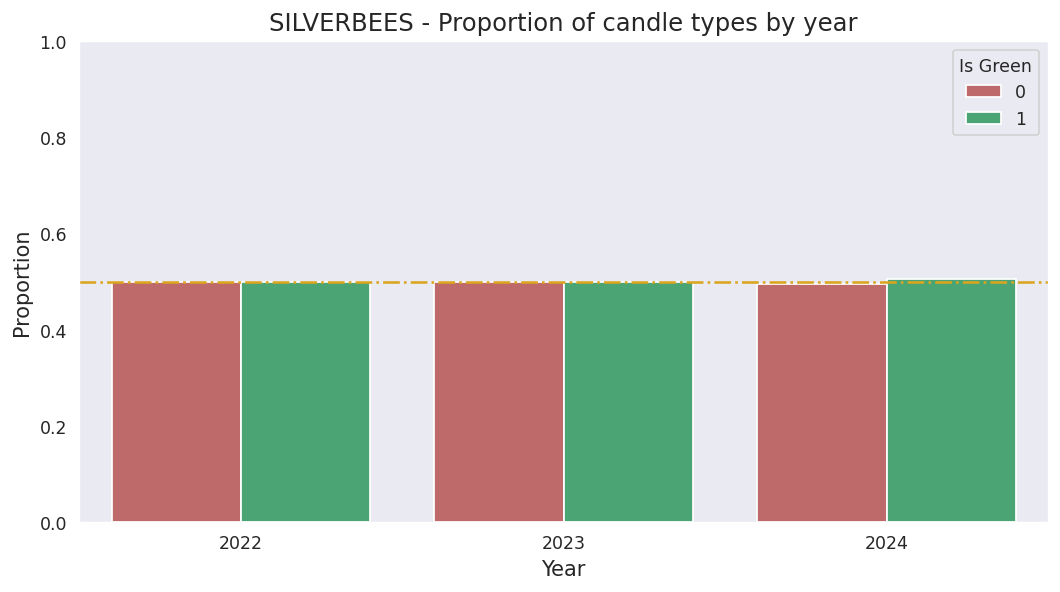 SILVERBEES - Proportion of candle types by year
Is Green
0
1
1.0
0.8
0.6
0.4
0.2
0.0
Proportion
2022 2023 2024
Year